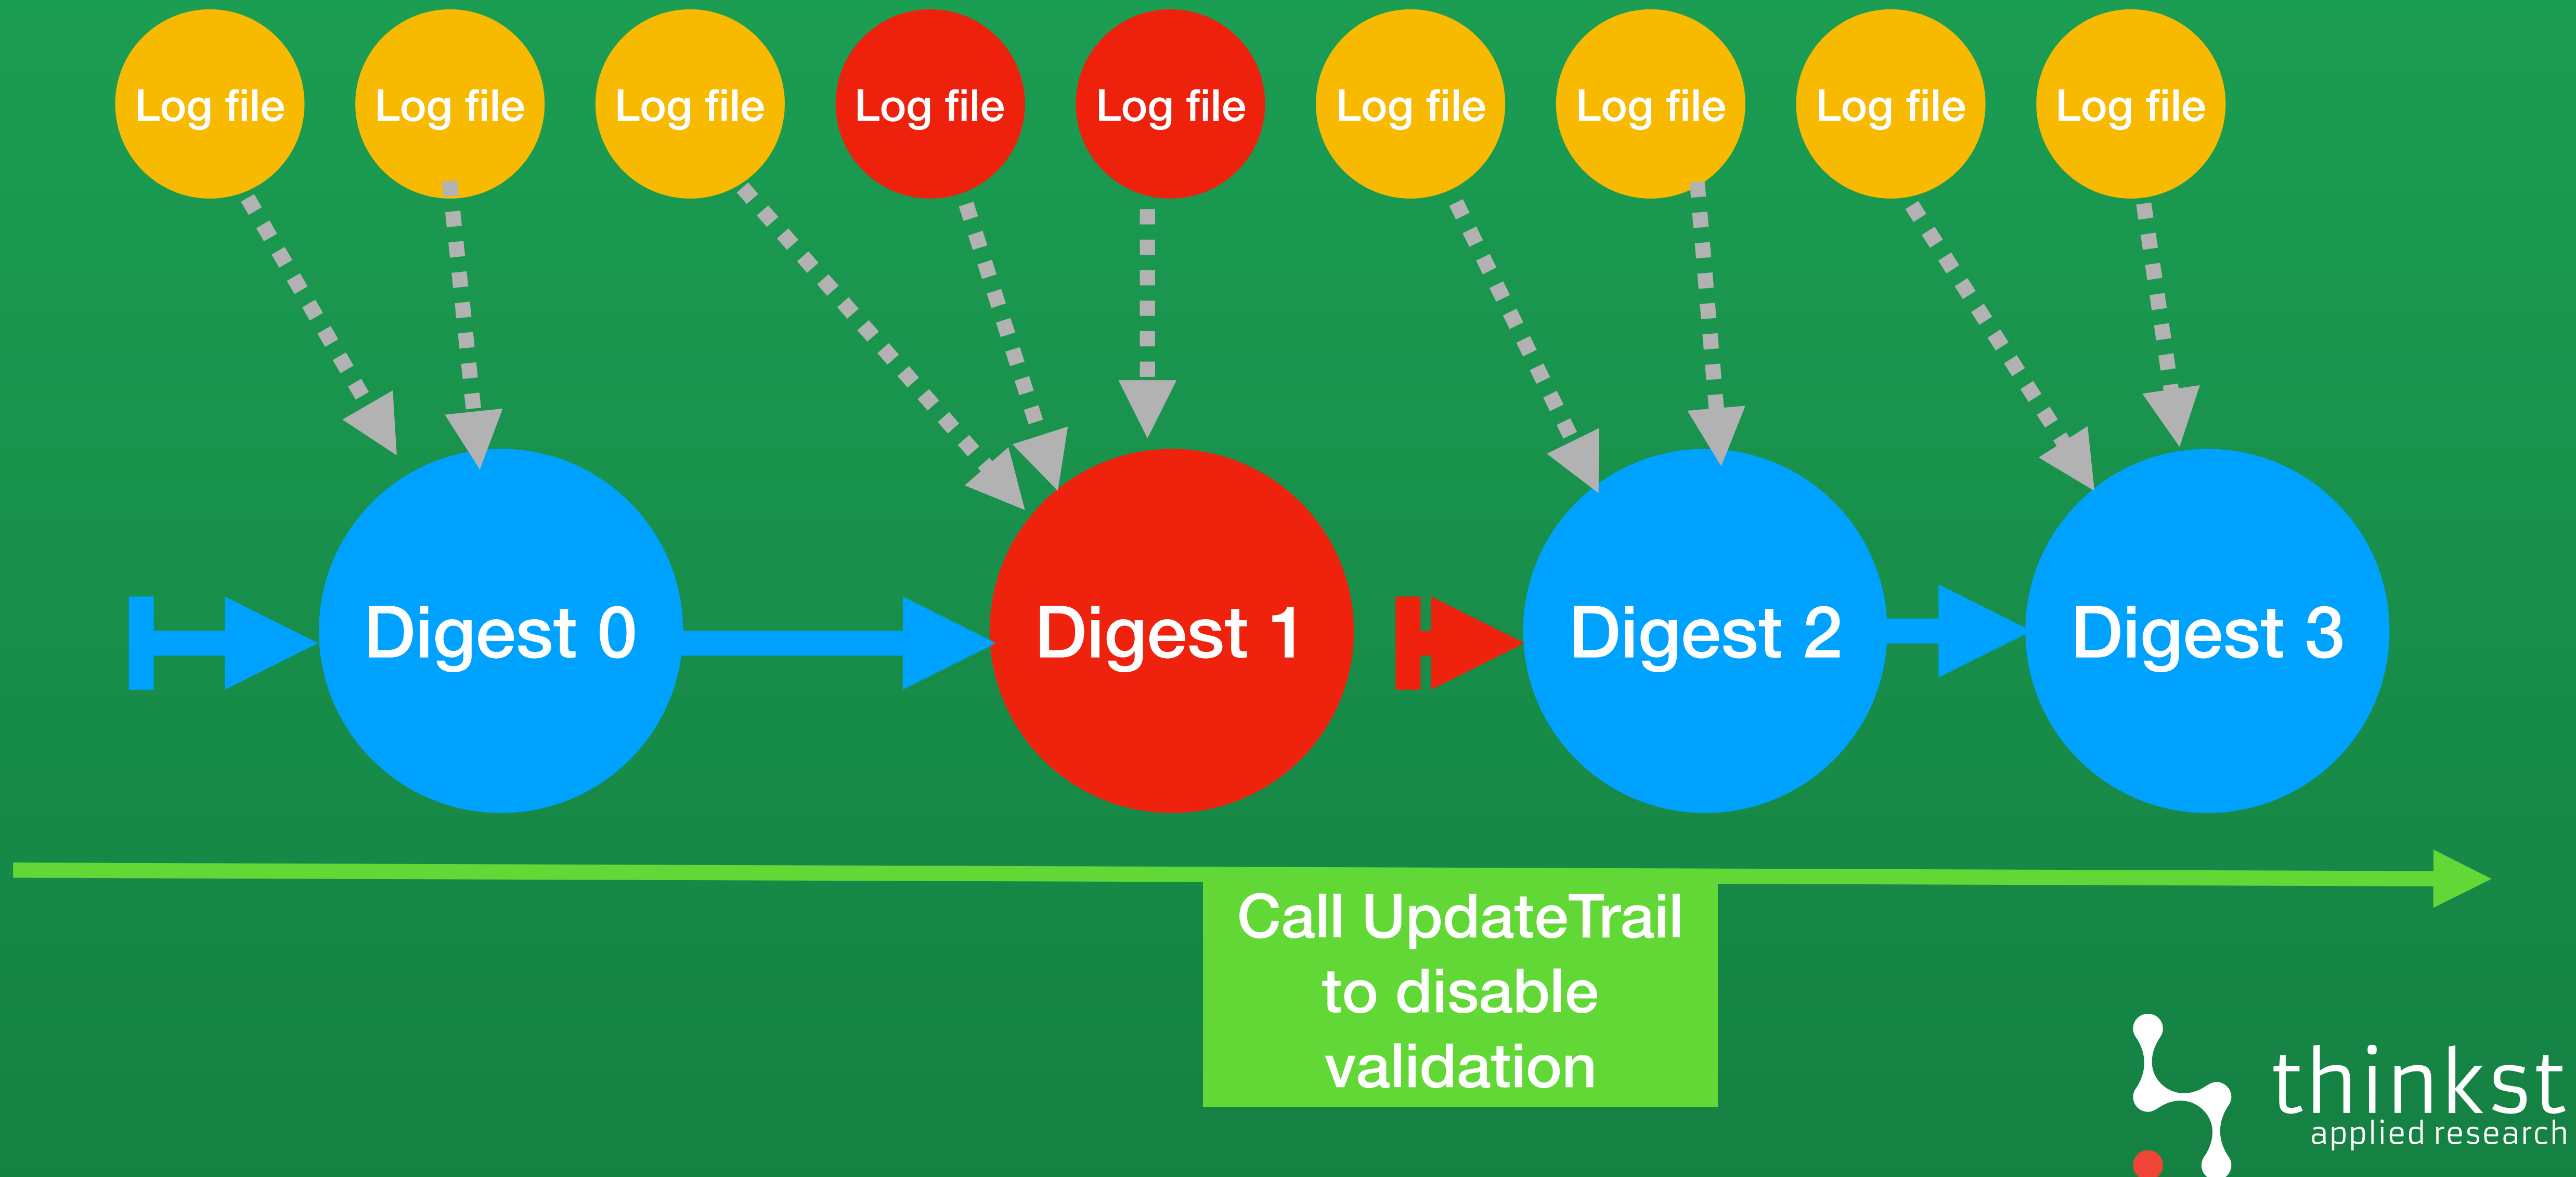 Log file
Log file
Log file
Log file
Log file
Log file
Log file
Log file
Log file
Digest 0
Digest 1
Digest 2
Digest 3
Call UpdateTrail
to disable
validation
thinkst
applied research